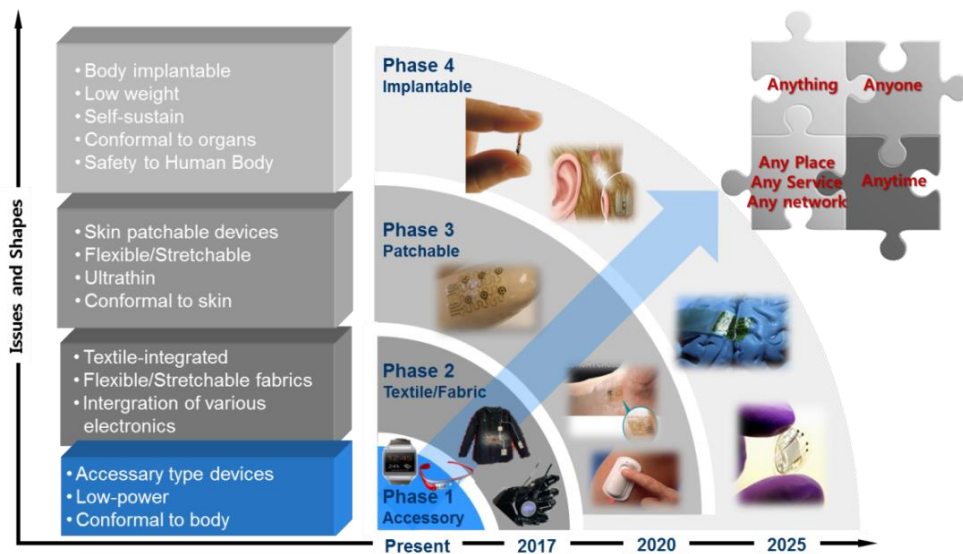 Issues and Shapes
• Body implantable
• Low weight
• Self-sustain
• Conformal to organs
• Safety to Human Body
• Skin patchable devices
• Flexible/Stretchable
• Ultrathin
• Conformal to skin
• Textile-integrated
• Flexible/Stretchable fabrics
• Intergration of various
electronics
• Accessary type devices
• Low-power
• Conformal to body
Phase 4
Implantable
Phase 3
Patchable
Phase 2
Textile/Fabric
Phase 1
Accessory
Anything
Anyone
Any Place
Any Service
Any network
Anytime
Present
2017
2020
2025